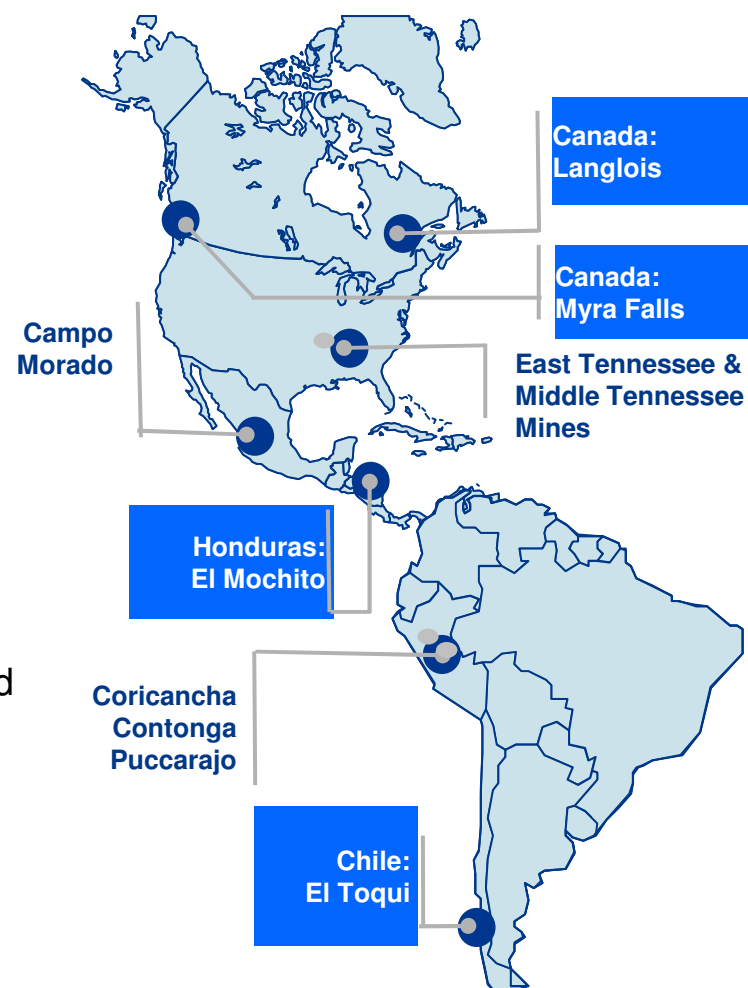 Canada:
Langlois
Canada:
Myra Falls
Campo
Morado
East Tennessee &
Middle Tennessee
Mines
Honduras:
El Mochito
d
Coricancha
Contonga
Puccarajo
Chile:
El Toqui